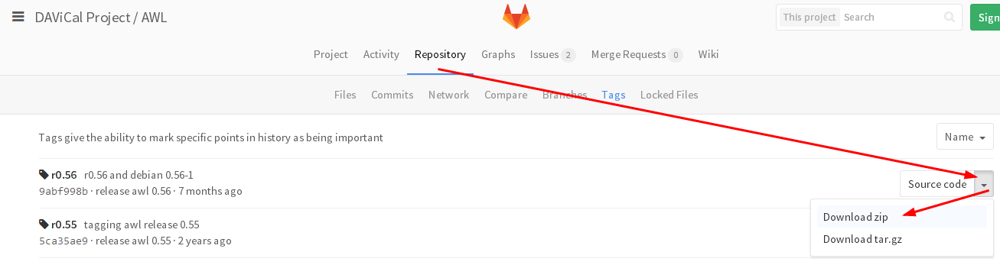 DAViCal Project / AWL
This project Search
Sign
Project Activity Repository Graphs Issues 2 Merge Requests 0 Wiki
Files Commits Network Compare Branches Tags Locked Files
Tags give the ability to mark specific points in history as being important
Name
r0.56 r0.56 and debian 0.56-1
9abf998b · release awl 0.56 · 7 months ago
Source code
Download zip
Download tar.gz
r0.55 tagging awl release 0.55
5ca35ae9 · release awl 0.55 · 2 years ago